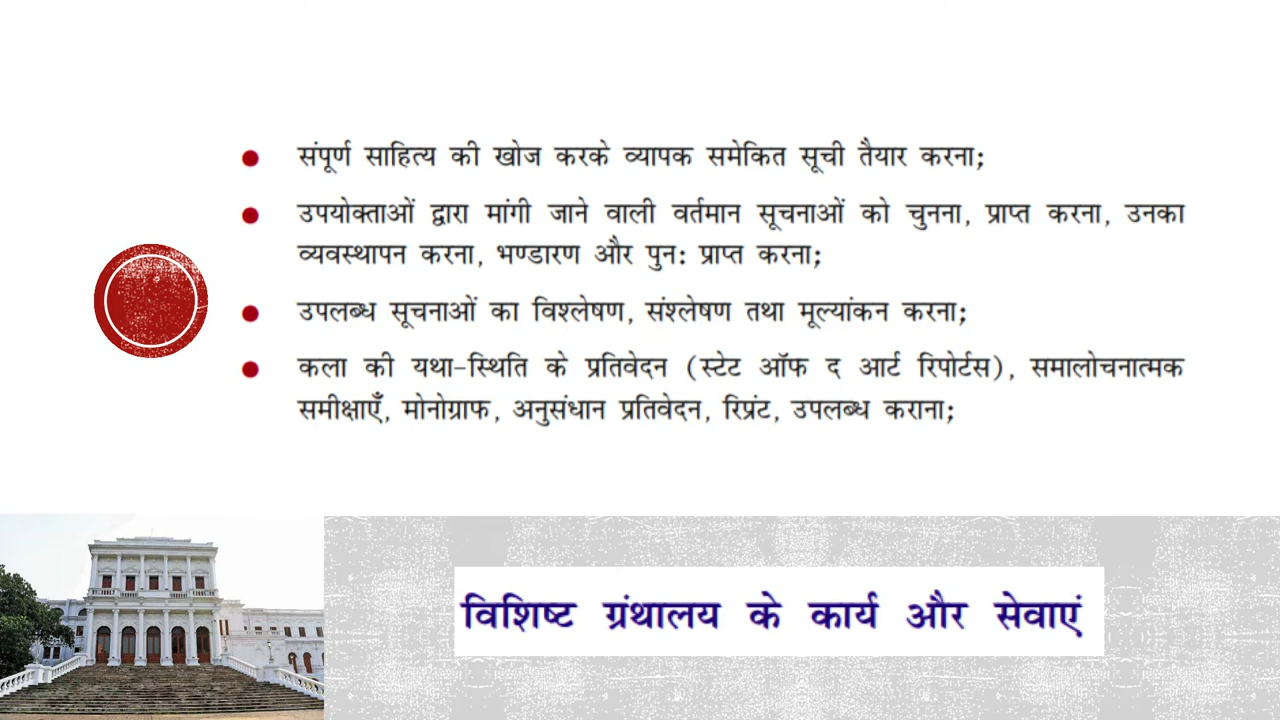 संपूर्ण साहित्य की खोज करके व्यापक समेकित सूची तैयार करना;
उपयोक्ताओं द्वारा मांगी जाने वाली वर्तमान सूचनाओं को चुनना, प्राप्त करना, उनका
व्यवस्थापन करना, भण्डारण और पुनः प्राप्त करना;
उपलब्ध सूचनाओं का विश्लेषण, संश्लेषण तथा मूल्यांकन करना;
कला की यथा-स्थिति के प्रतिवेदन (स्टेट ऑफ द आर्ट रिपोर्टस), समालोचनात्मक
समीक्षाएँ, मोनोग्राफ, अनुसंधान प्रतिवेदन, रिप्रंट, उपलब्ध कराना;
विशिष्ट ग्रंथालय के कार्य और सेवाएं